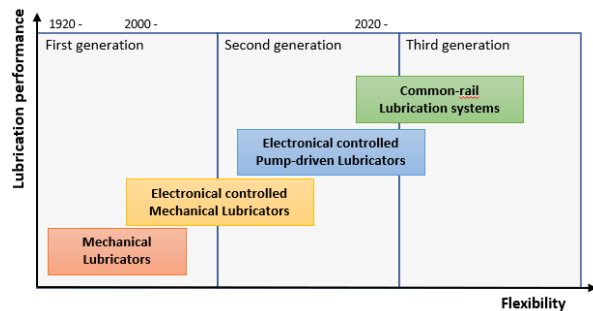 1920 -
2000 -
2020 -
First generation
Second generation
Third generation
Common-rail
Lubrication systems
Electronical controlled
Pump-driven Lubricators
Electronical controlled
Mechanical Lubricators
Mechanical
Lubricators
Lubrication performance
Flexibility